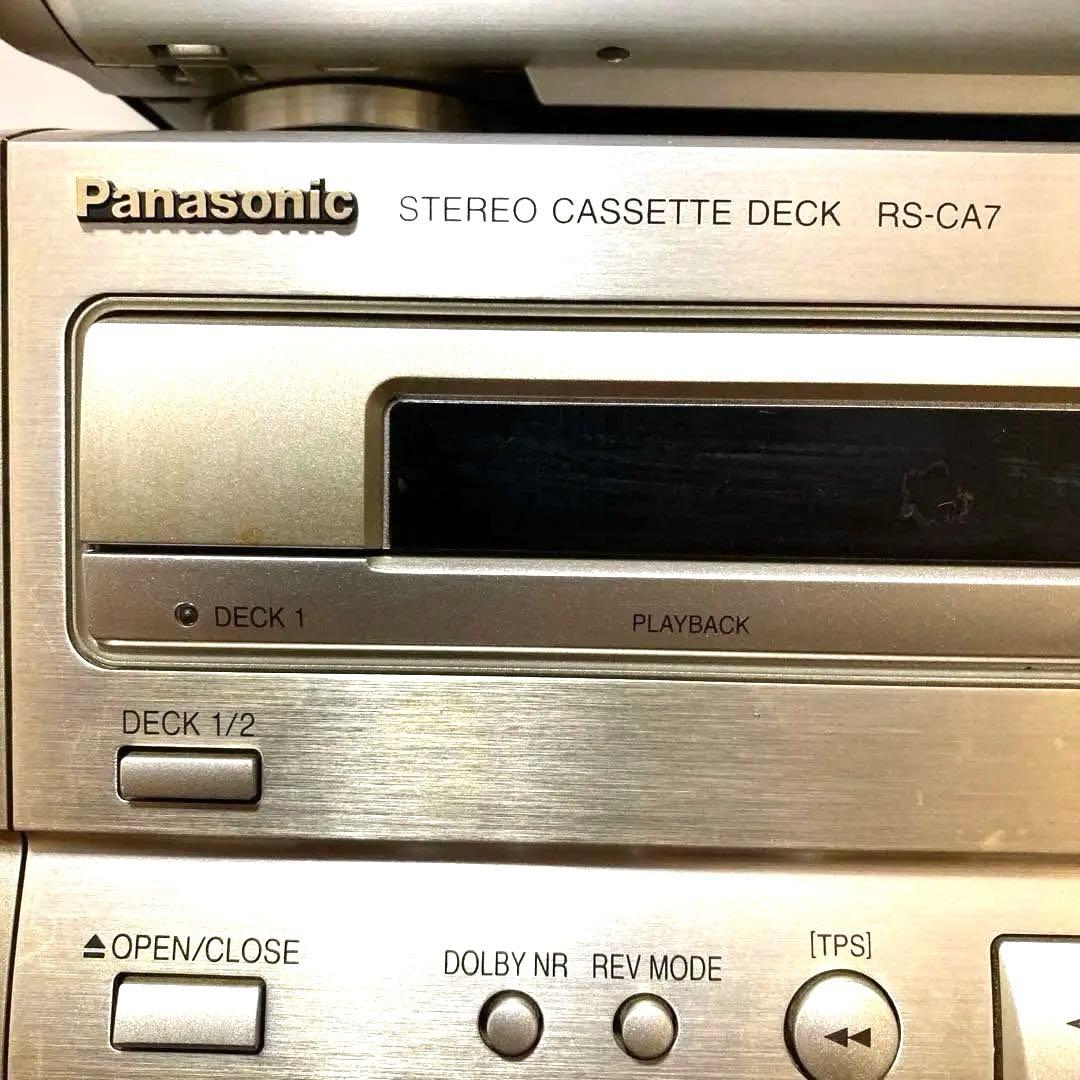 Panasonic STEREO CASSETTE DECK RS-CA7
DECK 1 PLAYBACK
DECK 1/2
⏏OPEN/CLOSE DOLBY NR REV MODE [TPS]